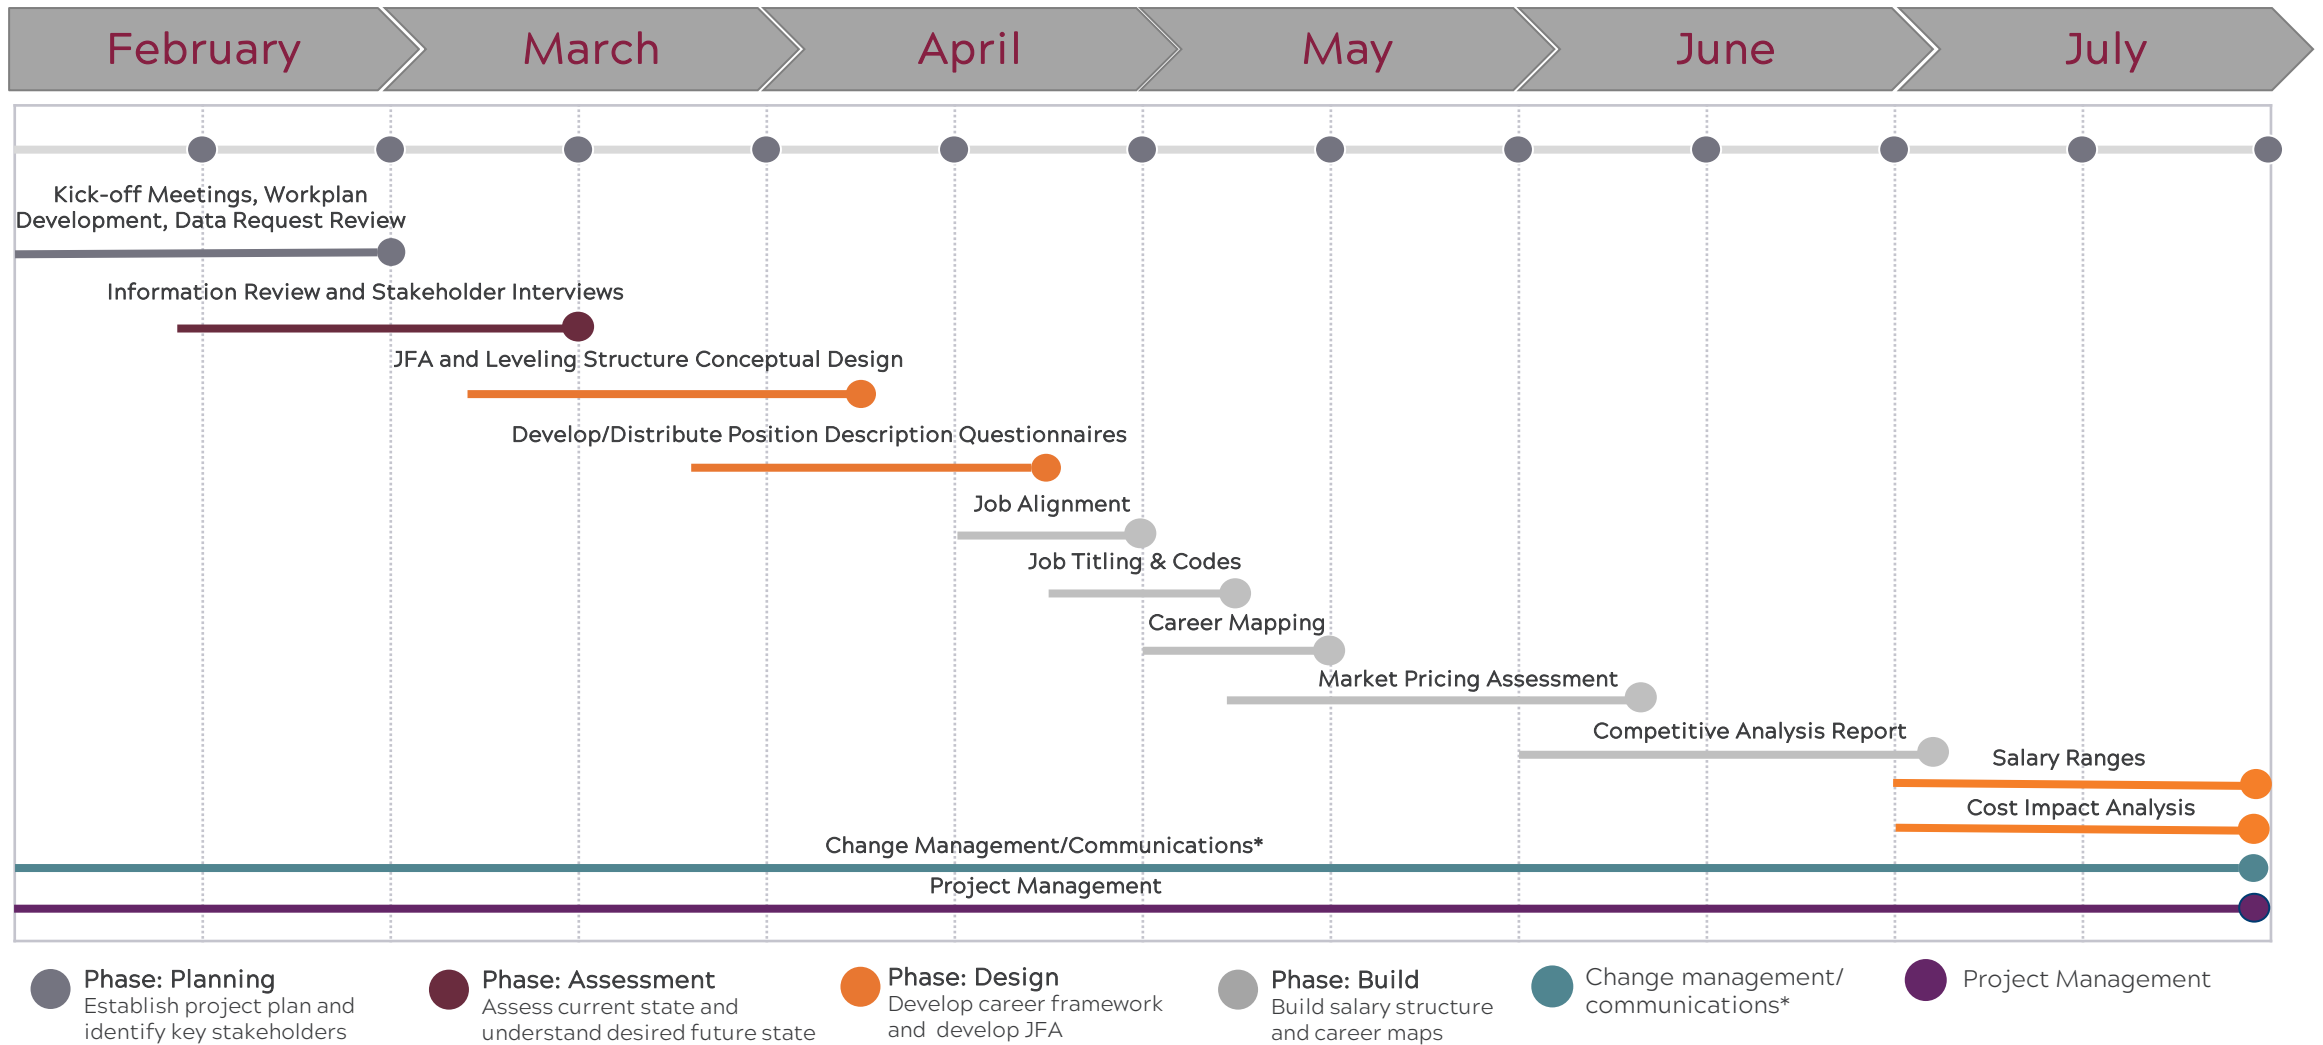 February
March
April
May
June
July
Kick-off Meetings, Workplan
Development, Data Request Review
Information Review and Stakeholder Interviews
JFA and Leveling Structure Conceptual Design
Develop/Distribute Position Description Questionnaires
Job Alignment
Job Titling & Codes
Career Mapping
Market Pricing Assessment
Competitive Analysis Report
Salary Ranges
Cost Impact Analysis
Change Management/Communications*
Project Management
Phase: Planning
Establish project plan and
identify key stakeholders
Phase: Assessment
Assess current state and
understand desired future state
Phase: Design
Develop career framework
and develop JFA
Phase: Build
Build salary structure
and career maps
Change management/
communications*
Project Management